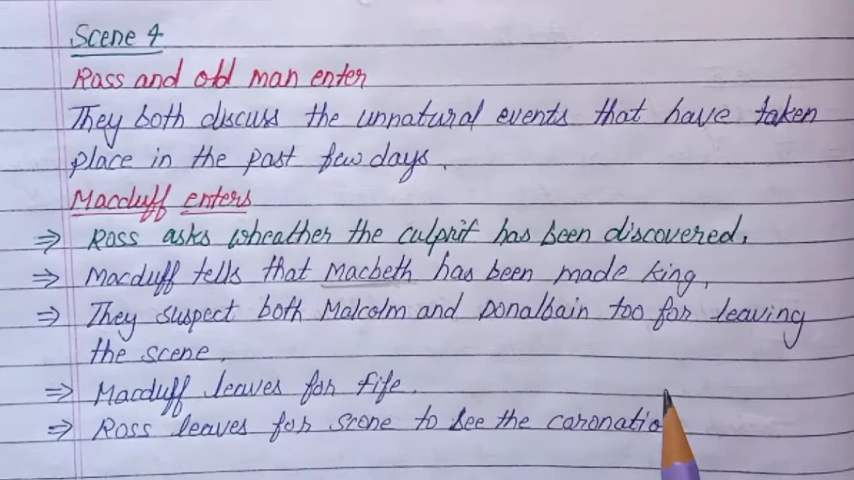 Scene 4
Ross and old man enter
They both discuss the unnatural events that have taken
place in the past few days.
Macduff enters
⇒ Ross asks wheather the culprit has been discovered.
⇒ Macduff tells that Macbeth has been made king.
⇒ They suspect both Malcolm and Donalbain too for leaving
the scene.
⇒ Macduff leaves for fife.
⇒ Ross leaves for scone to see the coronatio